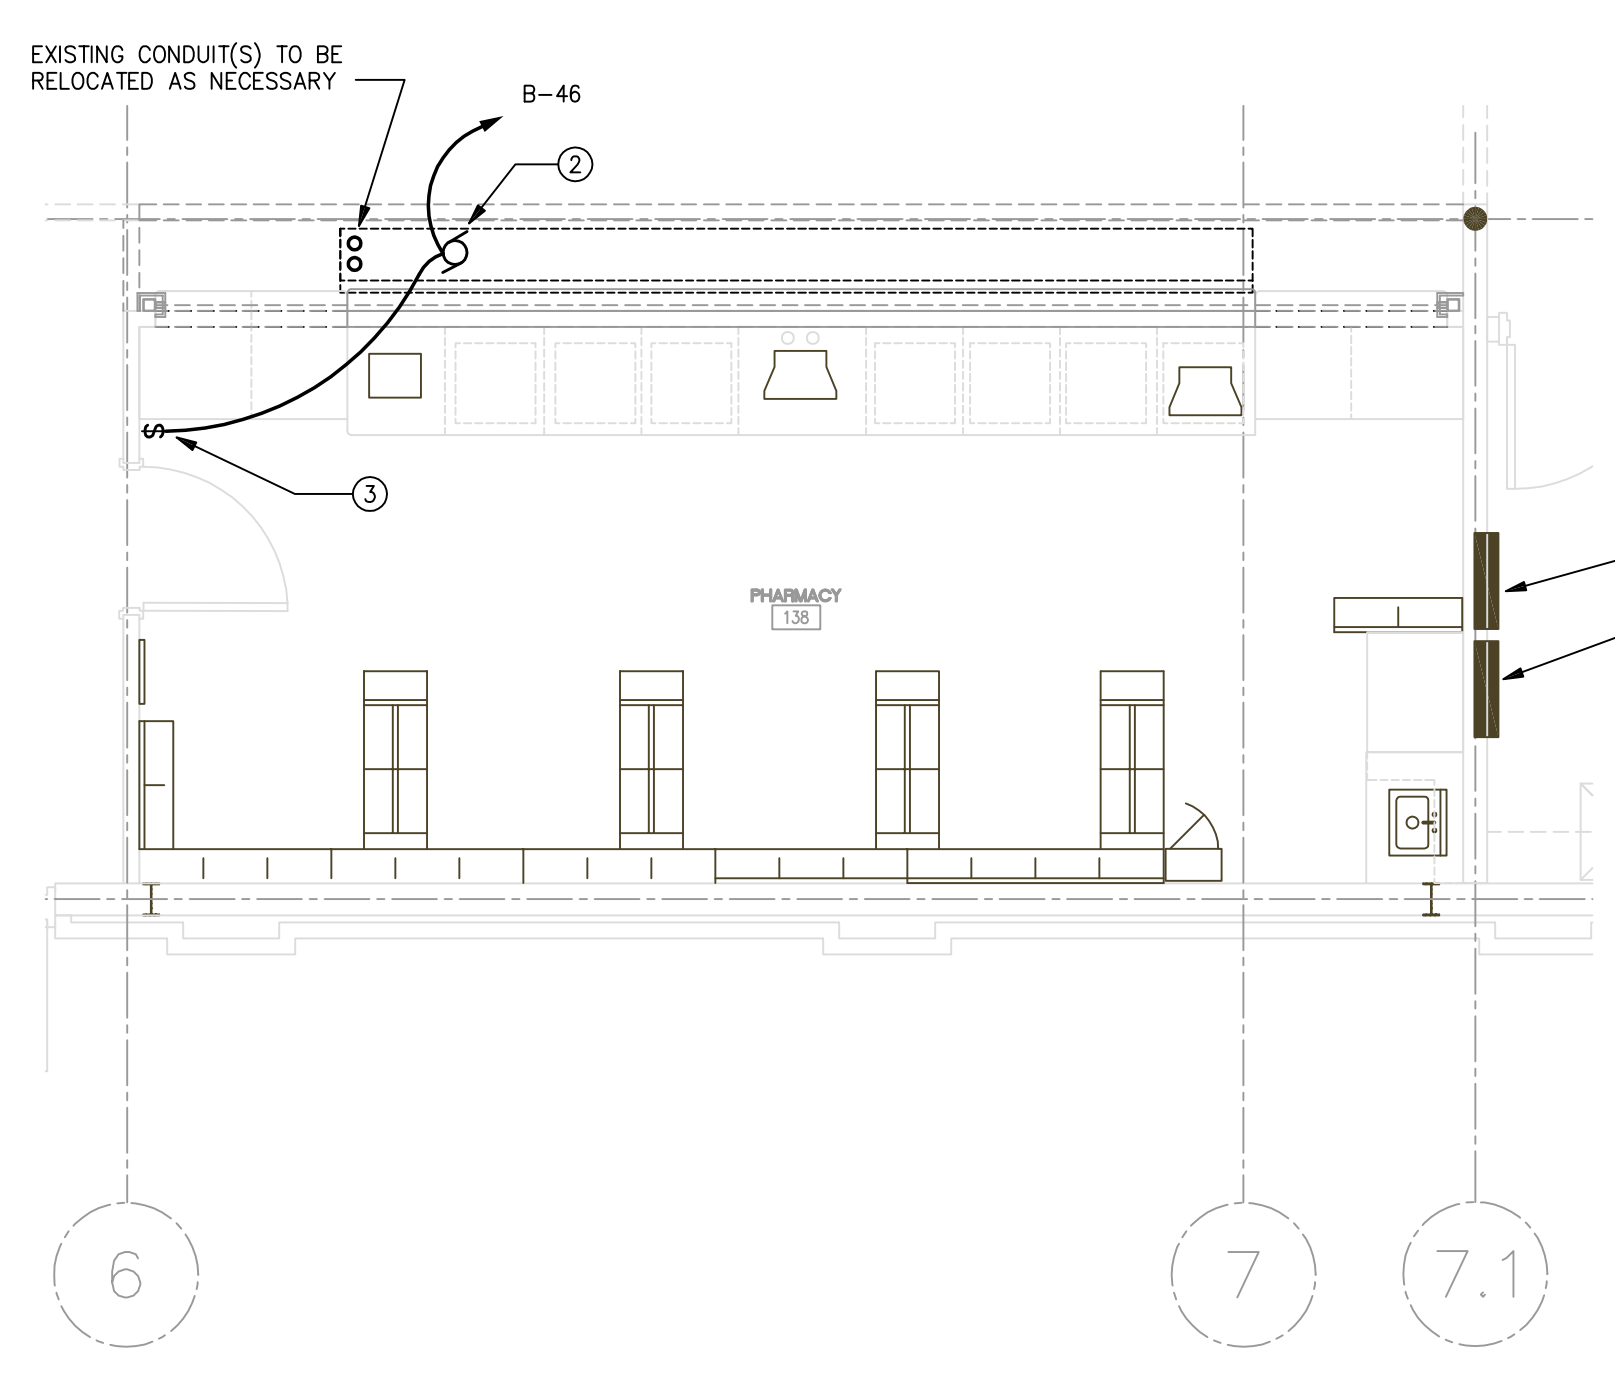 EXISTING CONDUIT(S) TO BE
RELOCATED AS NECESSARY
B-46
2
S
3
PHARMACY
138
6
7
7.1